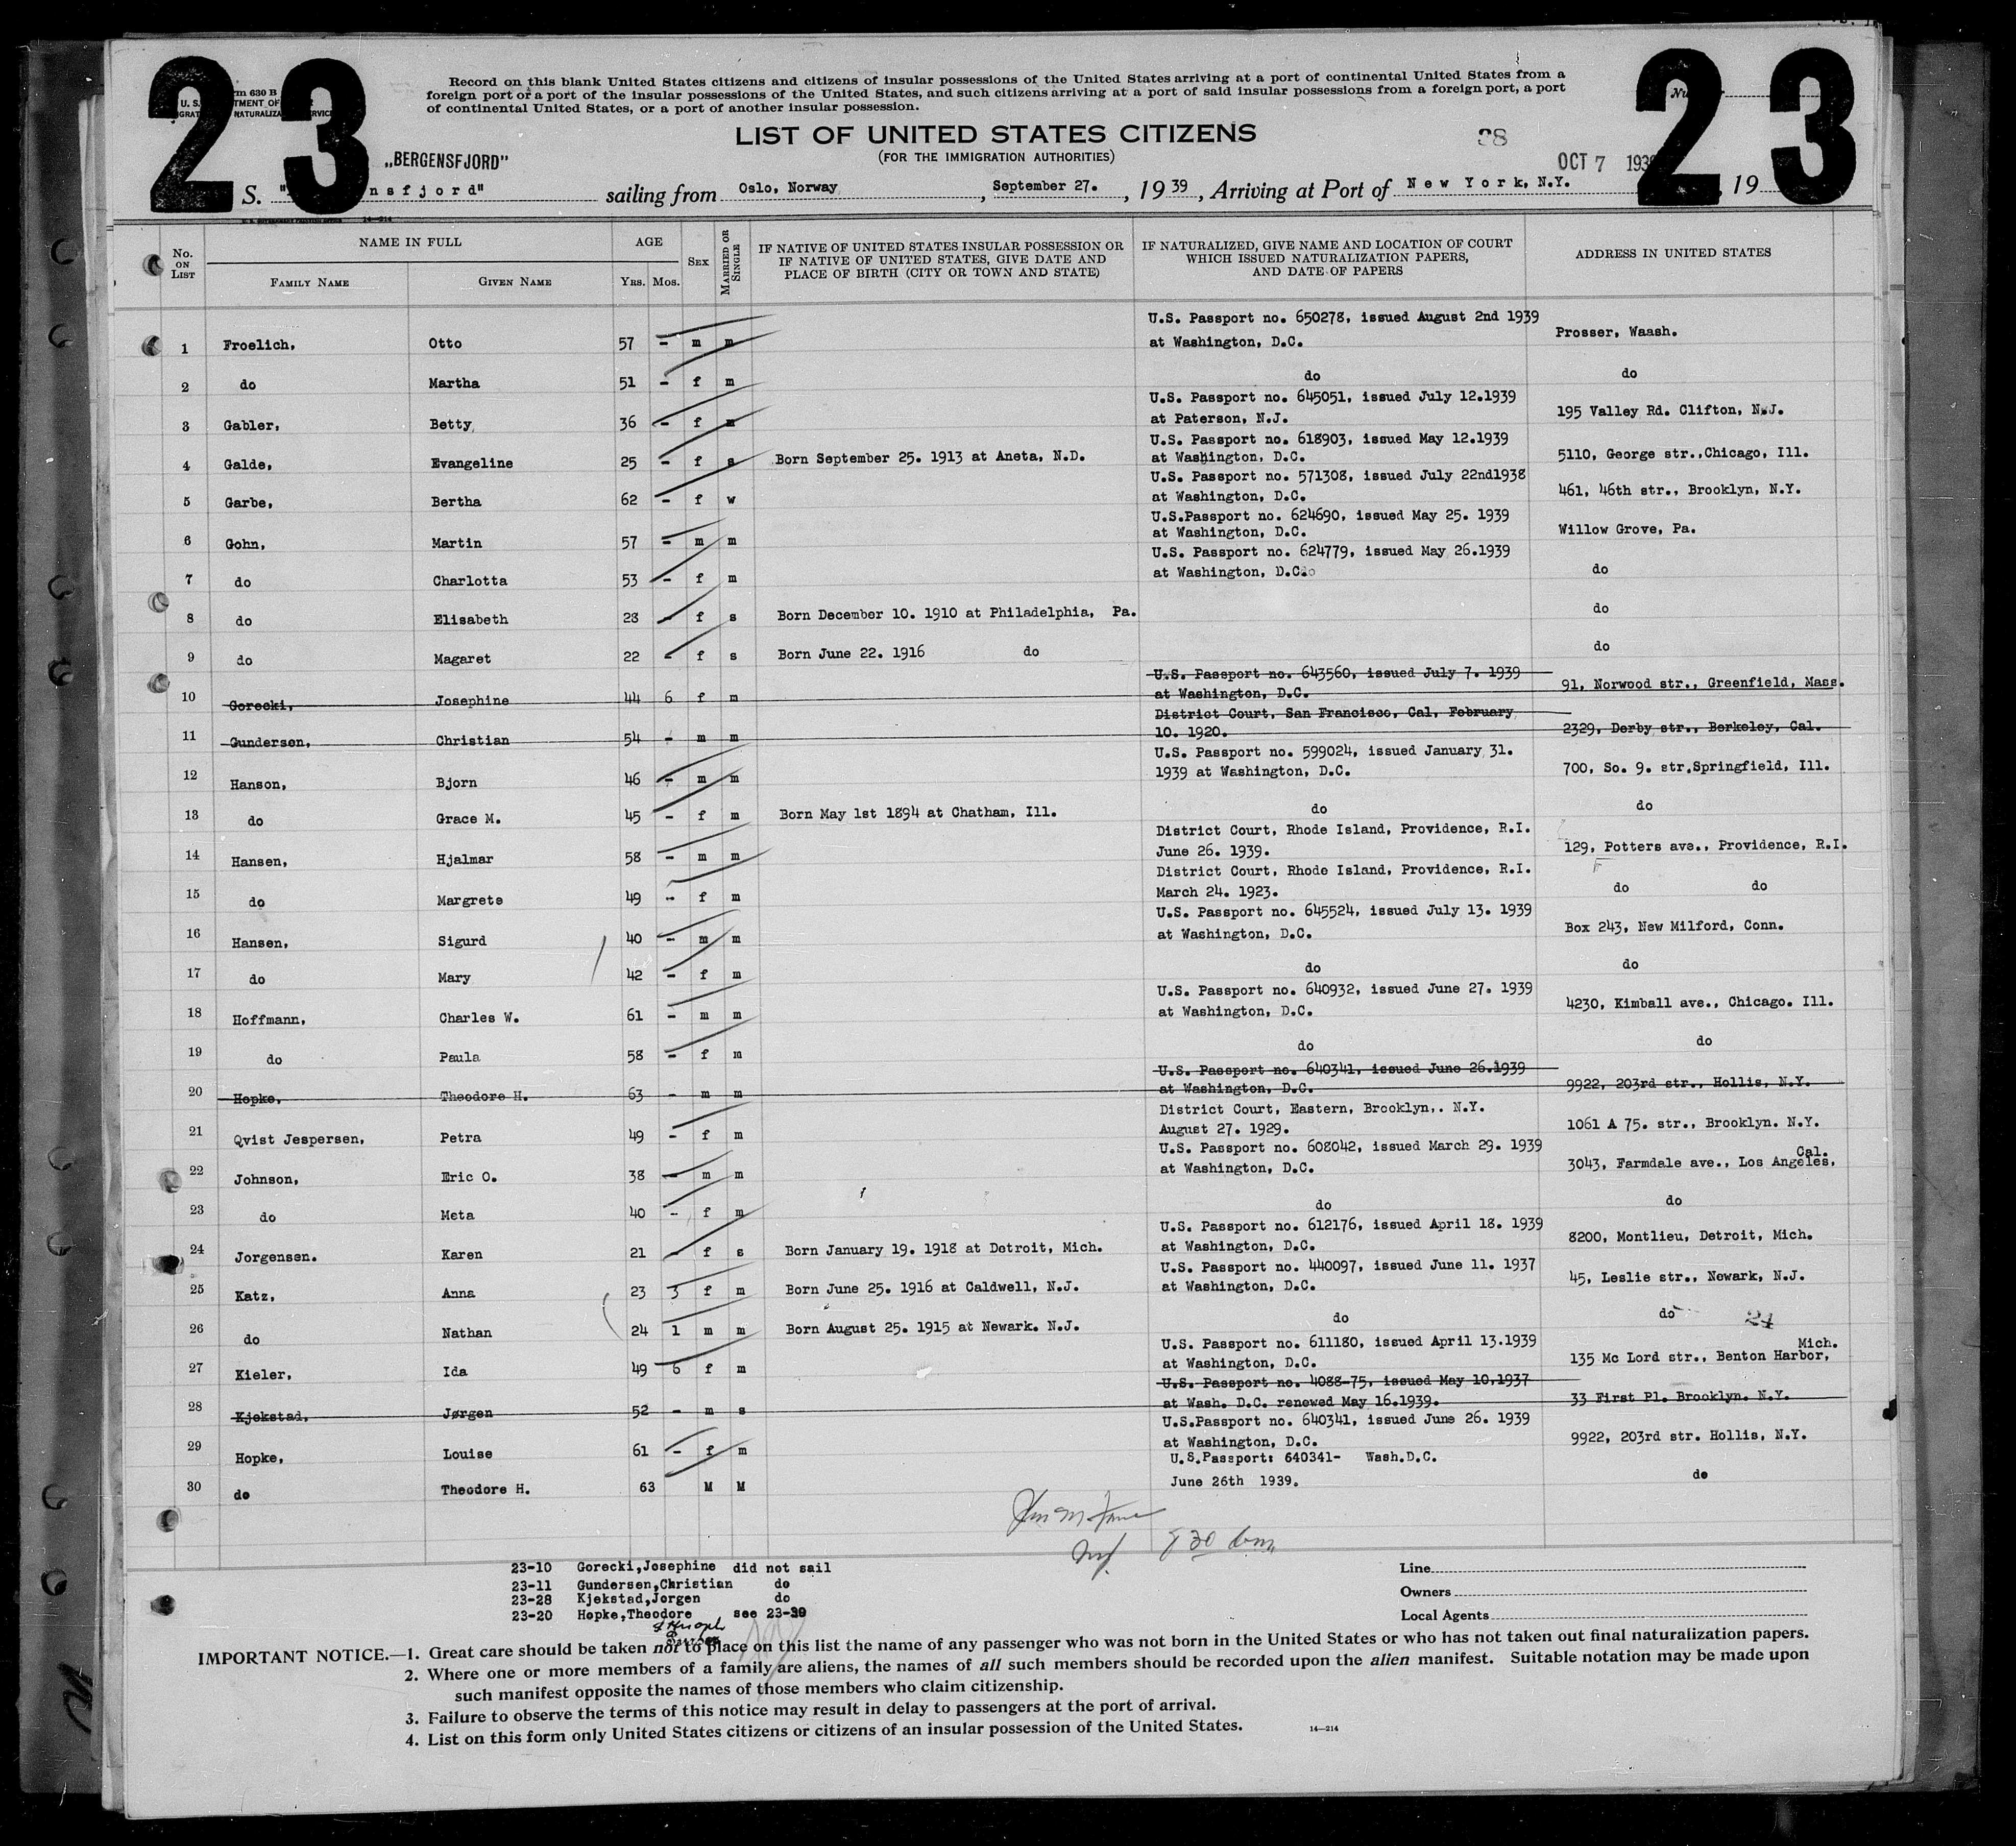 23
23
Record on this blank United States citizens and citizens of insular possessions of the United States arriving at a port of continental United States from a
foreign port or a port of the insular possessions of the United States, and such citizens arriving at a port of said insular possessions from a foreign port, a port
of continental United States, or a port of another insular possession.
LIST OF UNITED STATES CITIZENS
(FOR THE IMMIGRATION AUTHORITIES)
„BERGENSFJORD"
OCT 7
S. nsfjord" sailing from Oslo, Norway, September 27., 1939, Arriving at Port of New York, N.Y. , 19
No. ON LIST
NAME IN FULL
FAMILY NAME
GIVEN NAME
AGE
YRS. MOS.
SEX
MARRIED OR SINGLE
IF NATIVE OF UNITED STATES INSULAR POSSESSION OR
IF NATIVE OF UNITED STATES, GIVE DATE AND
PLACE OF BIRTH (CITY OR TOWN AND STATE)
IF NATURALIZED, GIVE NAME AND LOCATION OF COURT
WHICH ISSUED NATURALIZATION PAPERS,
AND DATE OF PAPERS
ADDRESS IN UNITED STATES
U.S. Passport no. 650278, issued August 2nd 1939
1 Froelich, Otto 57 - m m at Washington, D.C. Prosser, Waash.
2 do Martha 51 - f m do do
U.S. Passport no. 645051, issued July 12.1939
3 Gabler, Betty 36 - f m at Paterson, N.J. 195 Valley Rd. Clifton, N.J.
U.S. Passport no. 618903, issued May 12.1939
4 Galde, Evangeline 25 - f s Born September 25. 1913 at Aneta, N.D. at Washington, D.C. 5110, George str.,Chicago, Ill.
U.S. Passport no. 571308, issued July 22nd1938
5 Garbe, Bertha 62 - f w at Washington, D.C. 461, 46th str., Brooklyn, N.Y.
U.S.Passport no. 624690, issued May 25. 1939
6 Gohn, Martin 57 - m m at Washington, D.C. Willow Grove, Pa.
U.S. Passport no. 624779, issued May 26.1939
7 do Charlotta 53 - f m at Washington, D.C. do
8 do Elisabeth 28 - f s Born December 10. 1910 at Philadelphia, Pa. do
9 do Magaret 22 - f s Born June 22. 1916 do do
U.S. Passport no. 643560, issued July 7. 1939
10 Gorecki, Josephine 44 6 f m at Washington, D.C. 91, Norwood str., Greenfield, Mass.
District Court, San Francisco, Cal, February
11 Gundersen, Christian 54 - m m 10. 1920. 2329, Derby str., Berkeley, Cal.
U.S. Passport no. 599024, issued January 31.
12 Hanson, Bjorn 46 - m m 1939 at Washington, D.C. 700, So. 9. str.Springfield, Ill.
13 do Grace M. 45 - f m Born May 1st 1894 at Chatham, Ill. do do
District Court, Rhode Island, Providence, R.I.
14 Hansen, Hjalmar 58 - m m June 26. 1939. 129, Potters ave., Providence, R.I.
District Court, Rhode Island, Providence, R.I.
15 do Margrete 49 - f m March 24. 1923. do do
U.S. Passport no. 645524, issued July 13. 1939
16 Hansen, Sigurd 40 - m m at Washington, D.C. Box 243, New Milford, Conn.
17 do Mary 42 - f m do do
U.S. Passport no. 640932, issued June 27. 1939
18 Hoffmann, Charles W. 61 - m m at Washington, D.C. 4230, Kimball ave., Chicago. Ill.
19 do Paula 58 - f m do do
U.S. Passport no. 640341, issued June 26.1939
20 Hopke, Theodore H. 63 - m m at Washington, D.C. 9922, 203rd str., Hollis, N.Y.
District Court, Eastern, Brooklyn,. N.Y.
21 Qvist Jespersen, Petra 49 - f m August 27. 1929. 1061 A 75. str., Brooklyn. N.Y.
U.S. Passport no. 608042, issued March 29. 1939
22 Johnson, Eric O. 38 - m m at Washington, D.C. 3043, Farmdale ave., Los Angeles, Cal.
23 do Meta 40 - f m do do
U.S. Passport no. 612176, issued April 18. 1939
24 Jorgensen. Karen 21 - f s Born January 19. 1918 at Detroit, Mich. at Washington, D.C. 8200, Montlieu, Detroit, Mich.
U.S. Passport no. 440097, issued June 11. 1937
25 Katz, Anna 23 3 f m Born June 25. 1916 at Caldwell, N.J. at Washington, D.C. 45, Leslie str., Newark, N.J.
26 do Nathan 24 1 m m Born August 25. 1915 at Newark. N.J. do do 24
U.S. Passport no. 611180, issued April 13.1939
27 Kieler, Ida 49 6 f m at Washington, D.C. 135 Mc Lord str., Benton Harbor, Mich.
U.S. Passport no. 4088-75, issued May 10.1937
28 Kjekstad, Jørgen 52 - m s at Wash. D.C. renewed May 16.1939. 33 First Pl. Brooklyn. N.Y.
U.S.Passport no. 640341, issued June 26. 1939
29 Hopke, Louise 61 - f m at Washington, D.C. 9922, 203rd str. Hollis, N.Y.
U.S.Passport: 640341- Wash.D.C.
30 do Theodore H. 63 M M June 26th 1939. do
8 30
23-10 Gorecki,Josephine did not sail
23-11 Gundersen,Christian do
23-28 Kjekstad,Jorgen do
23-20 Hopke,Theodore see 23-30
Line
Owners
Local Agents
IMPORTANT NOTICE.—1. Great care should be taken not to place on this list the name of any passenger who was not born in the United States or who has not taken out final naturalization papers.
2. Where one or more members of a family are aliens, the names of all such members should be recorded upon the alien manifest. Suitable notation may be made upon
such manifest opposite the names of those members who claim citizenship.
3. Failure to observe the terms of this notice may result in delay to passengers at the port of arrival.
4. List on this form only United States citizens or citizens of an insular possession of the United States.
14—214